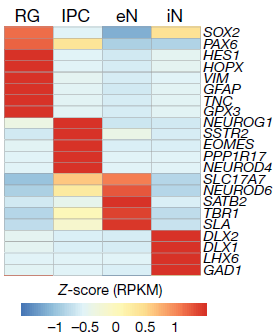 RG IPC eN iN
SOX2
PAX6
HES1
HOPX
VIM
GFAP
TNC
GPX3
NEUROG1
SSTR2
EOMES
PPP1R17
NEUROD4
SLC17A7
NEUROD6
SATB2
TBR1
SLA
DLX2
DLX1
LHX6
GAD1
Z-score (RPKM)
−1 −0.5 0 0.5 1